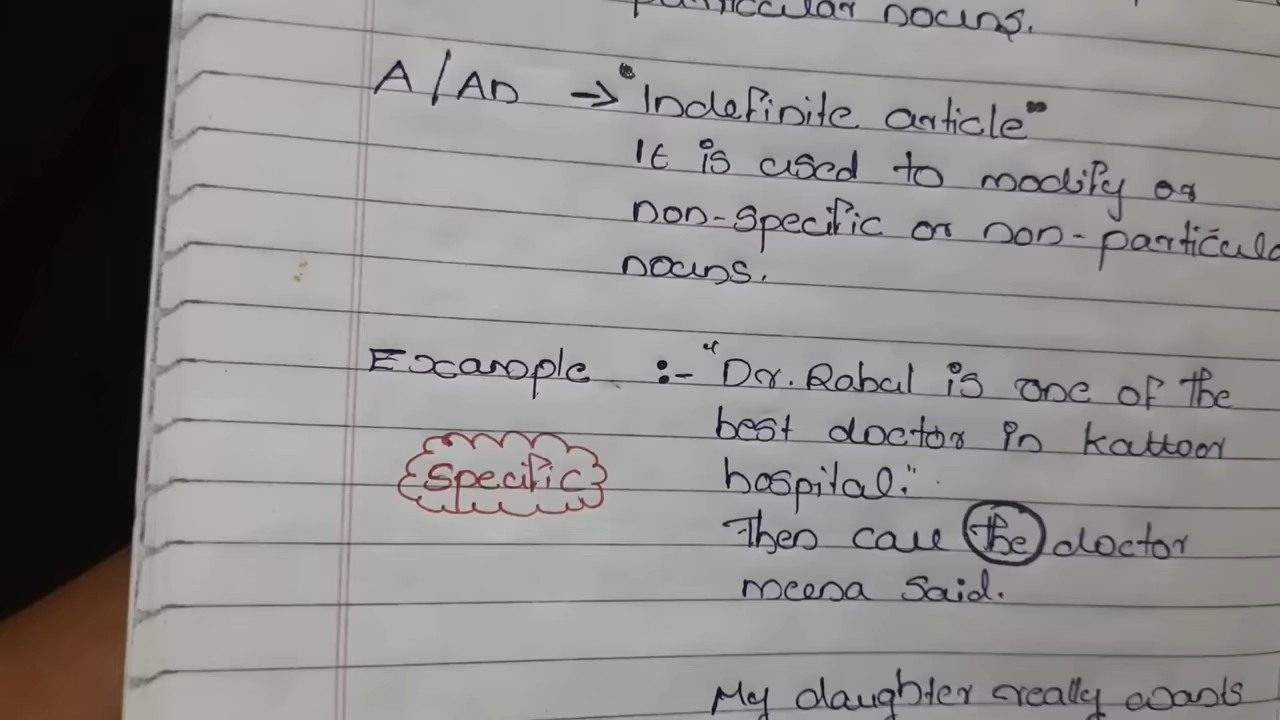 particular nouns.
A/An → "Indefinite article"
It is used to modify or
non-specific or non-particula
nouns.
Example :- "Dr. Rahal is one of the
best doctor in kattoor
hospital."
Then call the doctor
meena said.
specific
My daughter really wants